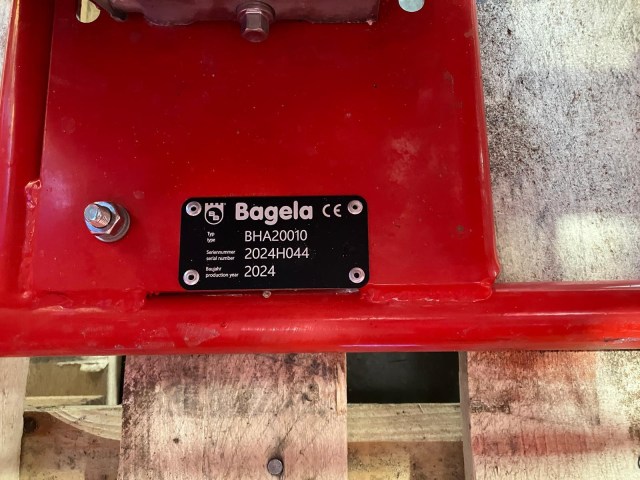 Bagela CE
Typ
type BHA20010
Seriennummer
serial number 2024H044
Baujahr
production year 2024